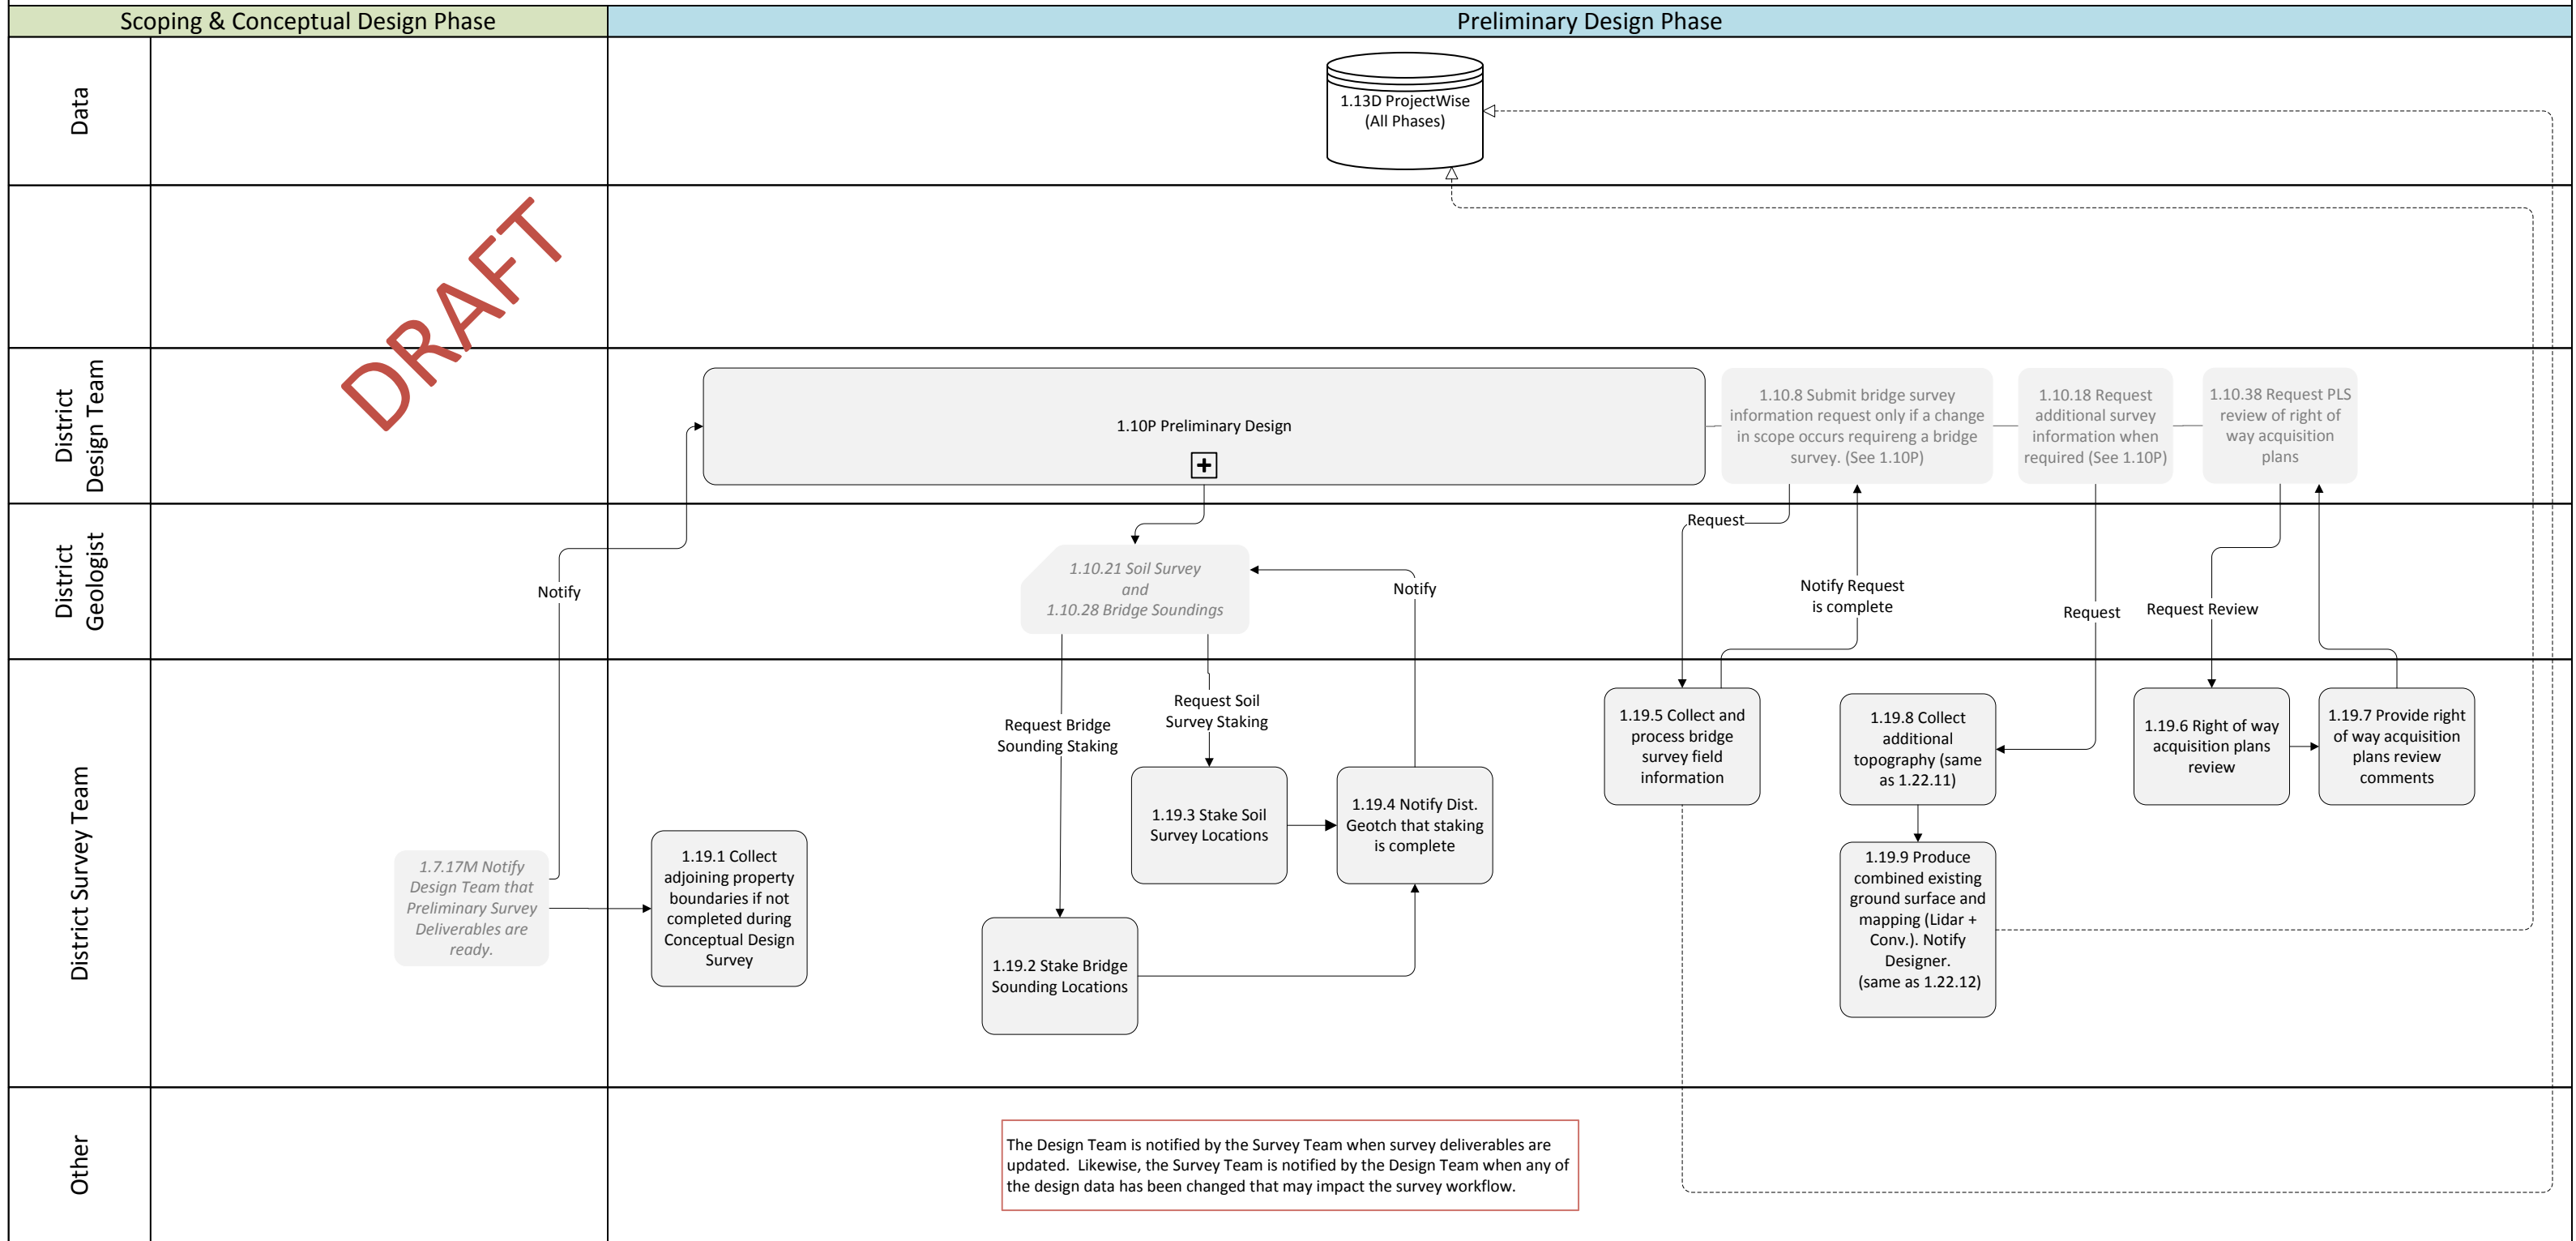 Scoping & Conceptual Design Phase
Preliminary Design Phase
Data
1.13D ProjectWise
(All Phases)
DRAFT
District
Design Team
1.10P Preliminary Design
1.10.8 Submit bridge survey
information request only if a change
in scope occurs requireng a bridge
survey. (See 1.10P)
1.10.18 Request
additional survey
information when
required (See 1.10P)
1.10.38 Request PLS
review of right of
way acquisition
plans
District
Geologist
Notify
1.10.21 Soil Survey
and
1.10.28 Bridge Soundings
Notify
Request
Notify Request
is complete
Request
Request Review
District Survey Team
1.7.17M Notify
Design Team that
Preliminary Survey
Deliverables are
ready.
1.19.1 Collect
adjoining property
boundaries if not
completed during
Conceptual Design
Survey
Request Bridge
Sounding Staking
Request Soil
Survey Staking
1.19.2 Stake Bridge
Sounding Locations
1.19.3 Stake Soil
Survey Locations
1.19.4 Notify Dist.
Geotch that staking
is complete
1.19.5 Collect and
process bridge
survey field
information
1.19.8 Collect
additional
topography (same
as 1.22.11)
1.19.9 Produce
combined existing
ground surface and
mapping (Lidar +
Conv.). Notify
Designer.
(same as 1.22.12)
1.19.6 Right of way
acquisition plans
review
1.19.7 Provide right
of way acquisition
plans review
comments
Other
The Design Team is notified by the Survey Team when survey deliverables are
updated.  Likewise, the Survey Team is notified by the Design Team when any of
the design data has been changed that may impact the survey workflow.